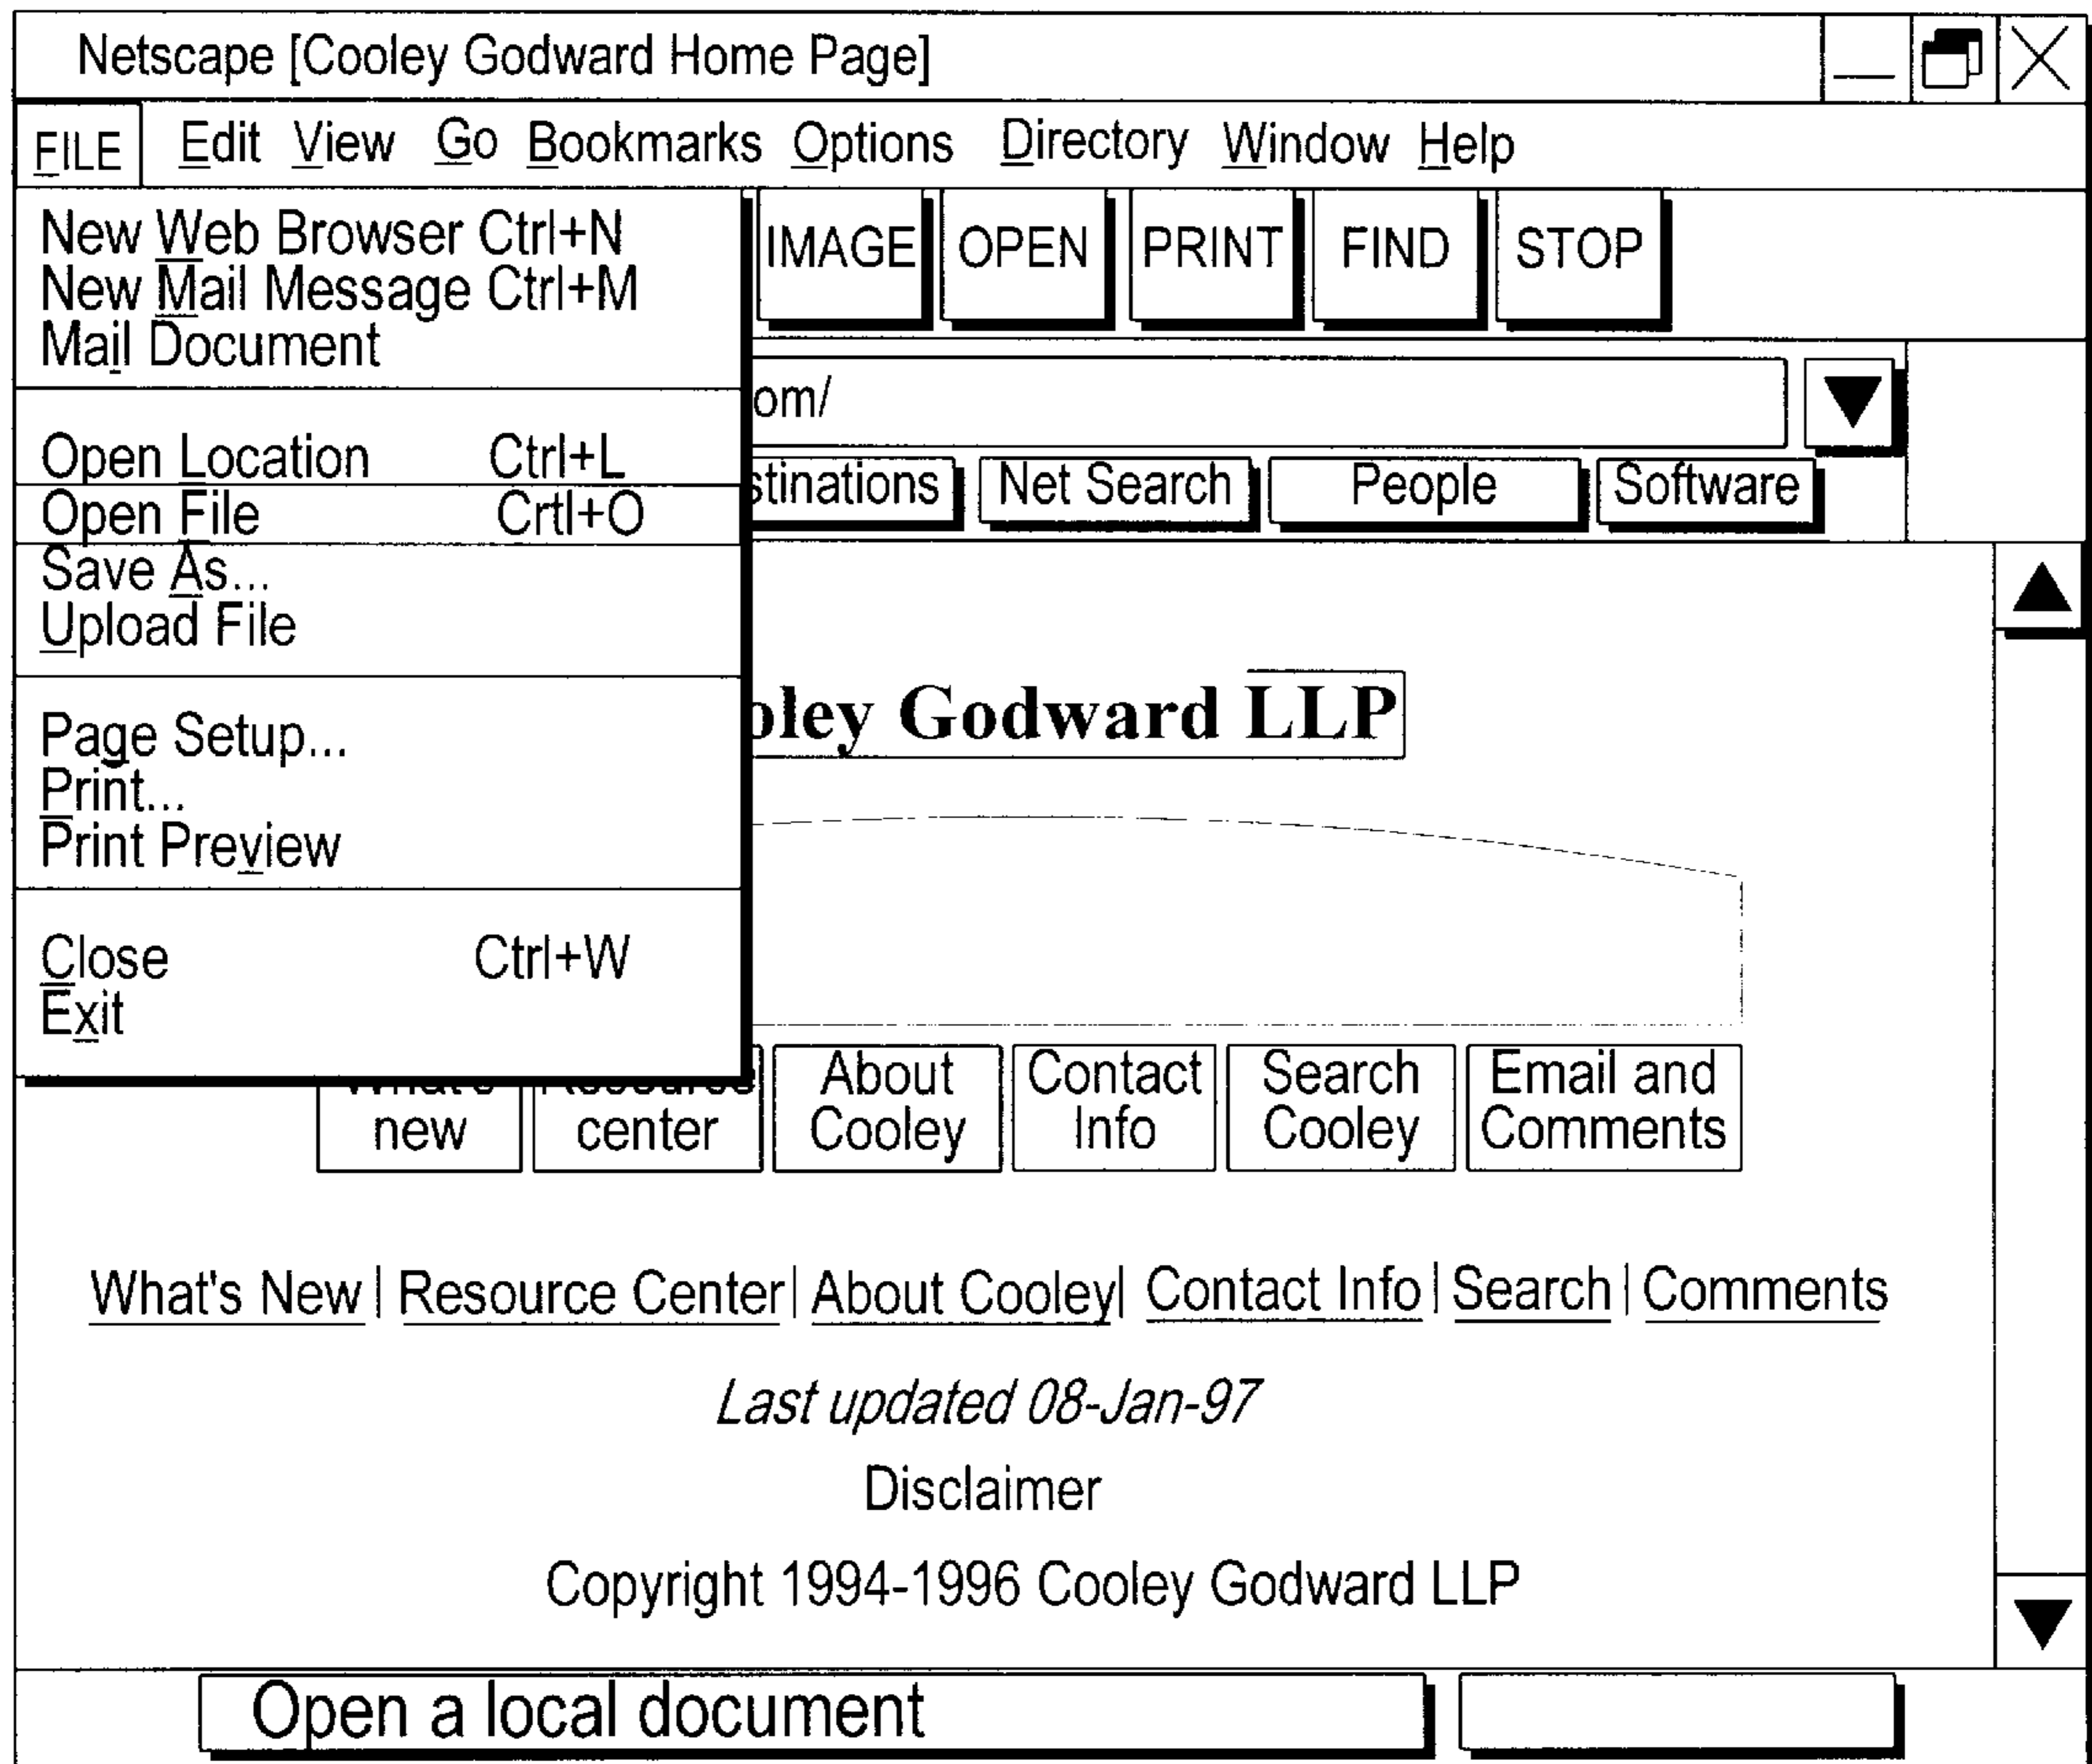 Netscape [Cooley Godward Home Page]
FILE Edit View Go Bookmarks Options Directory Window Help
New Web Browser Ctrl+N
New Mail Message Ctrl+M
Mail Document
IMAGE OPEN PRINT FIND STOP
om/
Open Location Ctrl+L
Open File Crtl+O
stinations Net Search People Software
Save As...
Upload File
oley Godward LLP
Page Setup...
Print...
Print Preview
Close Ctrl+W
Exit
What's Resource About Contact Search Email and
new center Cooley Info Cooley Comments
What's New | Resource Center | About Cooley | Contact Info | Search | Comments
Last updated 08-Jan-97
Disclaimer
Copyright 1994-1996 Cooley Godward LLP
Open a local document